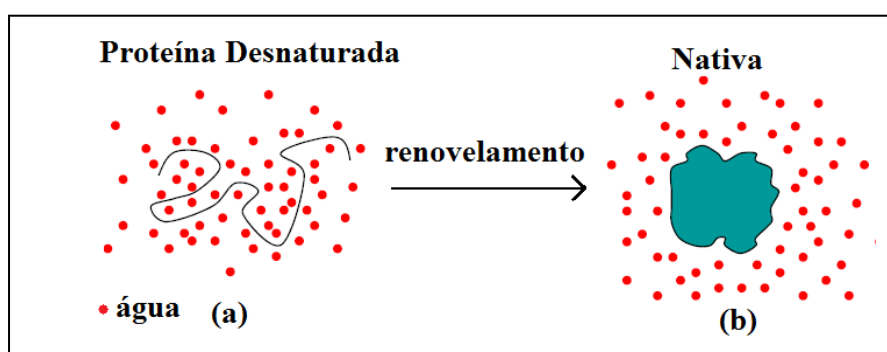 Proteína Desnaturada
Nativa
renovelamento
água
(a)
(b)